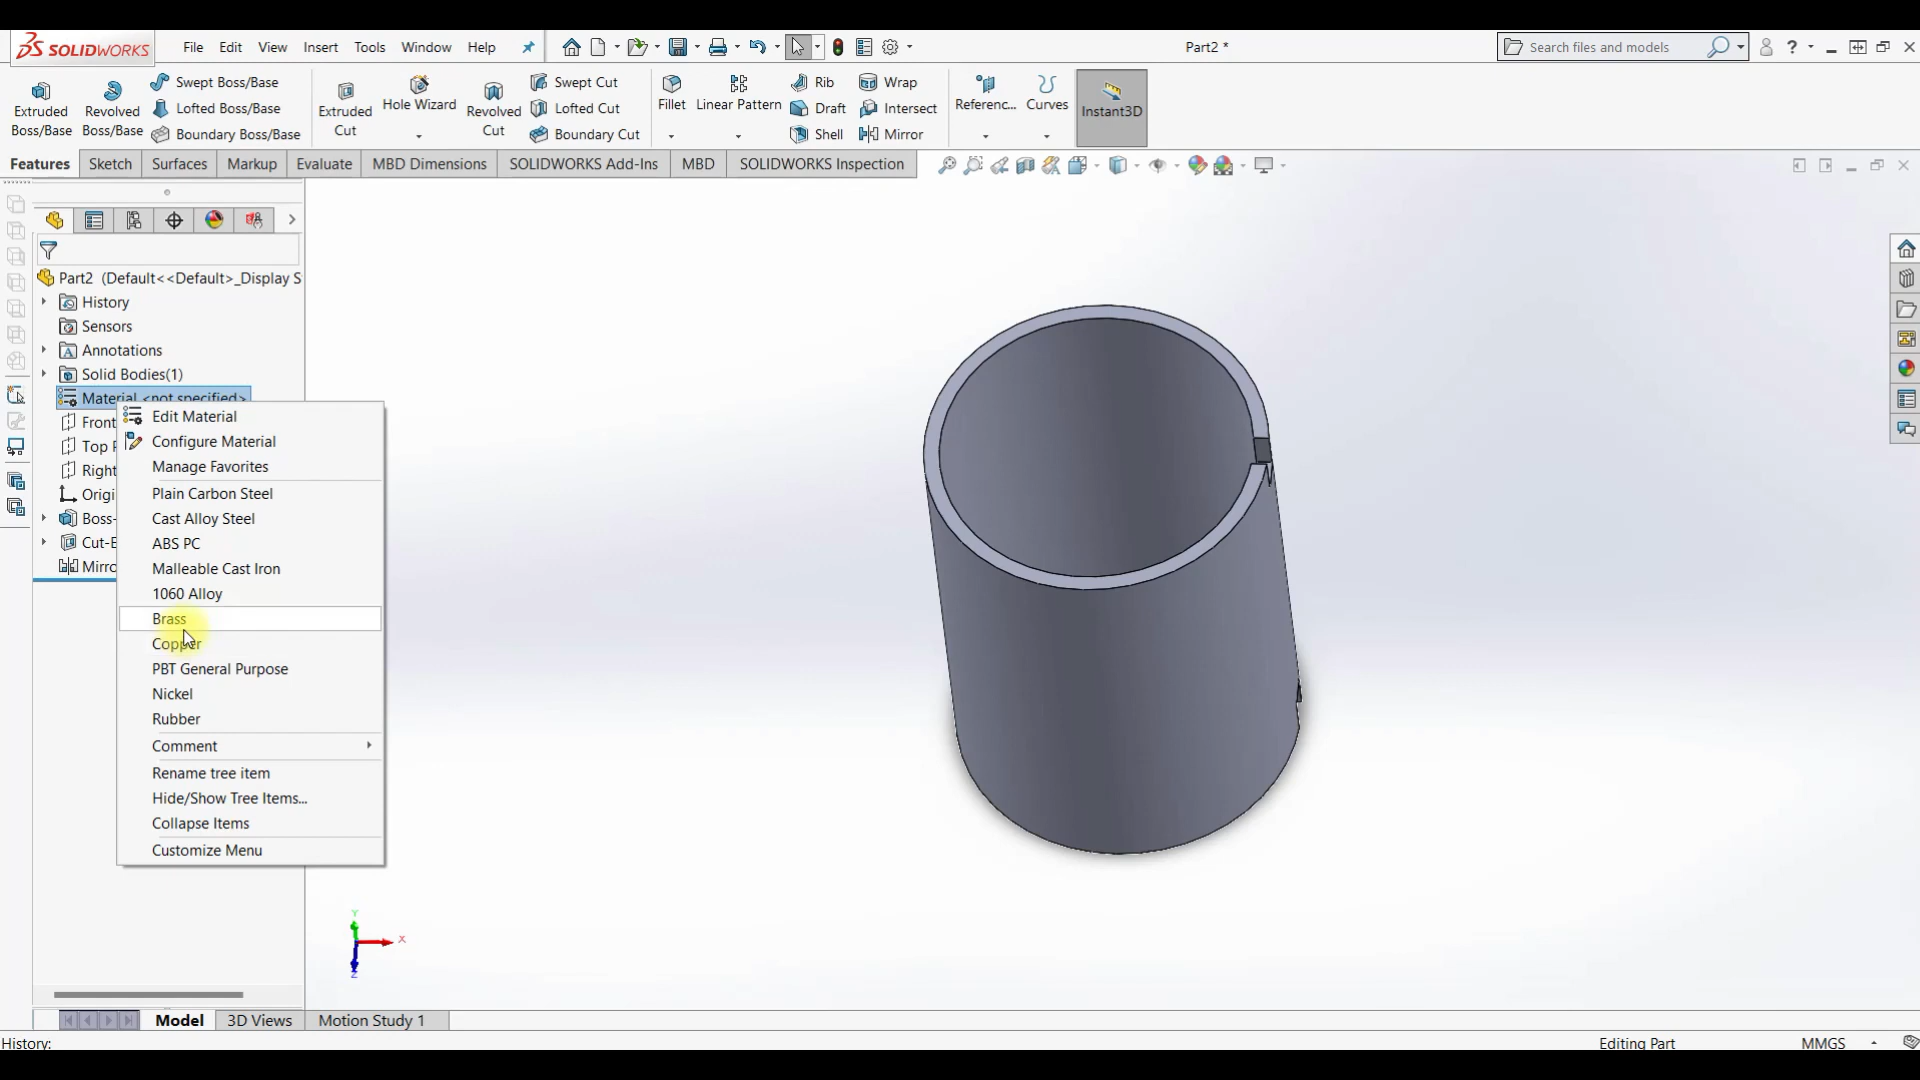 SOLIDWORKS File Edit View Insert Tools Window Help Part2 * Search files and models ?
Extruded Boss/Base
Revolved Boss/Base
Swept Boss/Base
Lofted Boss/Base
Boundary Boss/Base
Extruded Cut
Hole Wizard
Revolved Cut
Swept Cut
Lofted Cut
Boundary Cut
Fillet
Linear Pattern
Rib
Draft
Shell
Wrap
Intersect
Mirror
Referenc...
Curves
Instant3D
Features Sketch Surfaces Markup Evaluate MBD Dimensions SOLIDWORKS Add-Ins MBD SOLIDWORKS Inspection
Part2 (Default<<Default>_Display S
History
Sensors
Annotations
Solid Bodies(1)
Material <not specified>
Front
Top P
Right
Origi
Boss-
Cut-E
Mirro
Edit Material
Configure Material
Manage Favorites
Plain Carbon Steel
Cast Alloy Steel
ABS PC
Malleable Cast Iron
1060 Alloy
Brass
Copper
PBT General Purpose
Nickel
Rubber
Comment
Rename tree item
Hide/Show Tree Items...
Collapse Items
Customize Menu
Y
X
Z
Model 3D Views Motion Study 1
History: Editing Part MMGS